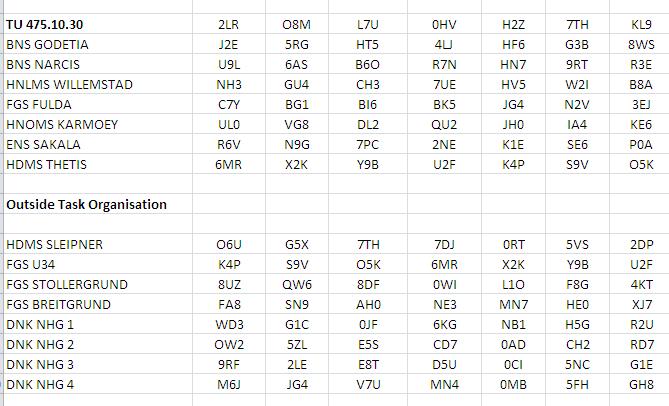 TU 475.10.30 2LR O8M L7U 0HV H2Z 7TH KL9
BNS GODETIA J2E 5RG HT5 4LJ HF6 G3B 8WS
BNS NARCIS U9L 6AS B6O R7N HN7 9RT R3E
HNLMS WILLEMSTAD NH3 GU4 CH3 7UE HV5 W2I B8A
FGS FULDA C7Y BG1 BI6 BK5 JG4 N2V 3EJ
HNOMS KARMOEY UL0 VG8 DL2 QU2 JH0 IA4 KE6
ENS SAKALA R6V N9G 7PC 2NE K1E SE6 P0A
HDMS THETIS 6MR X2K Y9B U2F K4P S9V O5K
Outside Task Organisation
HDMS SLEIPNER O6U G5X 7TH 7DJ 0RT 5VS 2DP
FGS U34 K4P S9V O5K 6MR X2K Y9B U2F
FGS STOLLERGRUND 8UZ QW6 8DF 0WI L1O F8G 4KT
FGS BREITGRUND FA8 SN9 AH0 NE3 MN7 HE0 XJ7
DNK NHG 1 WD3 G1C 0JF 6KG NB1 H5G R2U
DNK NHG 2 OW2 5ZL E5S CD7 0AD CH2 RD7
DNK NHG 3 9RF 2LE E8T D5U 0CI 5NC G1E
DNK NHG 4 M6J JG4 V7U MN4 0MB 5FH GH8